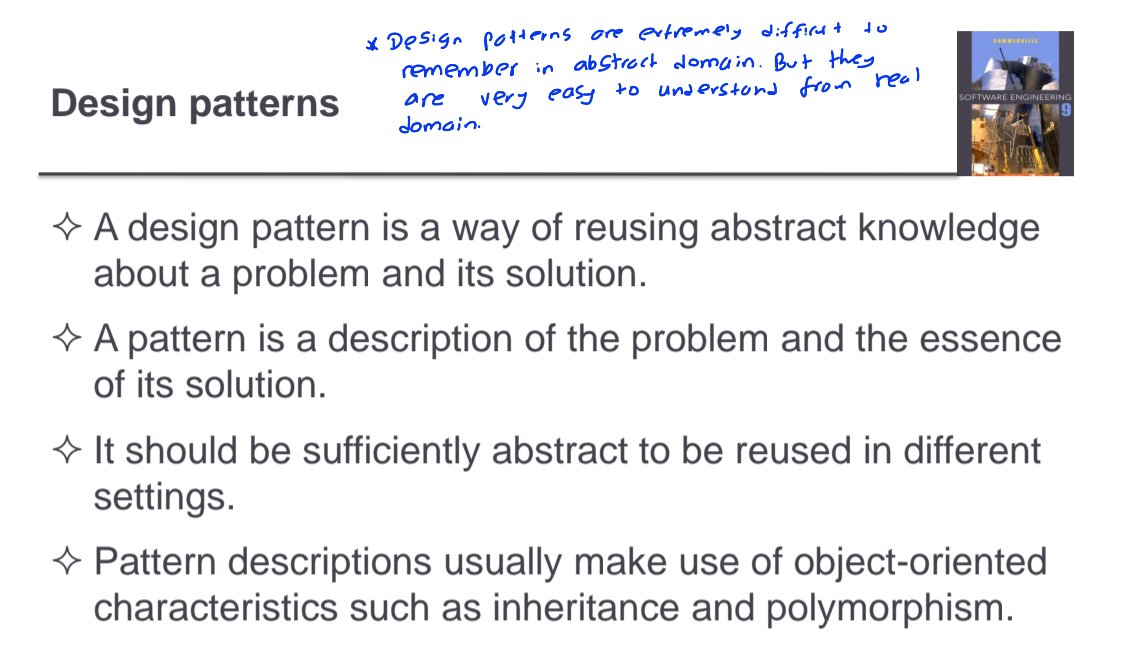 * Design patterns are extremely difficut to
remember in abstract domain. But they
are very easy to understand from real
domain.
Design patterns
SOMMERVILLE
SOFTWARE ENGINEERING
9
✧ A design pattern is a way of reusing abstract knowledge
about a problem and its solution.
✧ A pattern is a description of the problem and the essence
of its solution.
✧ It should be sufficiently abstract to be reused in different
settings.
✧ Pattern descriptions usually make use of object-oriented
characteristics such as inheritance and polymorphism.